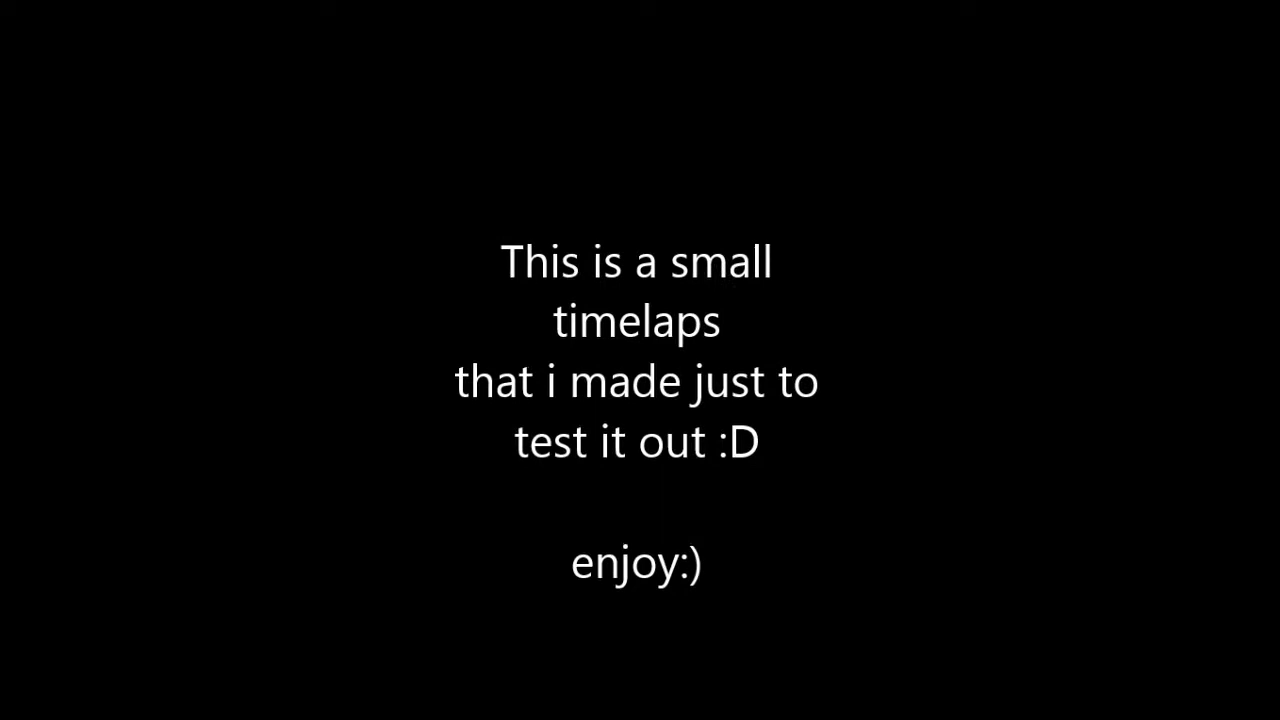 This is a small
timelaps
that i made just to
test it out :D
enjoy:)